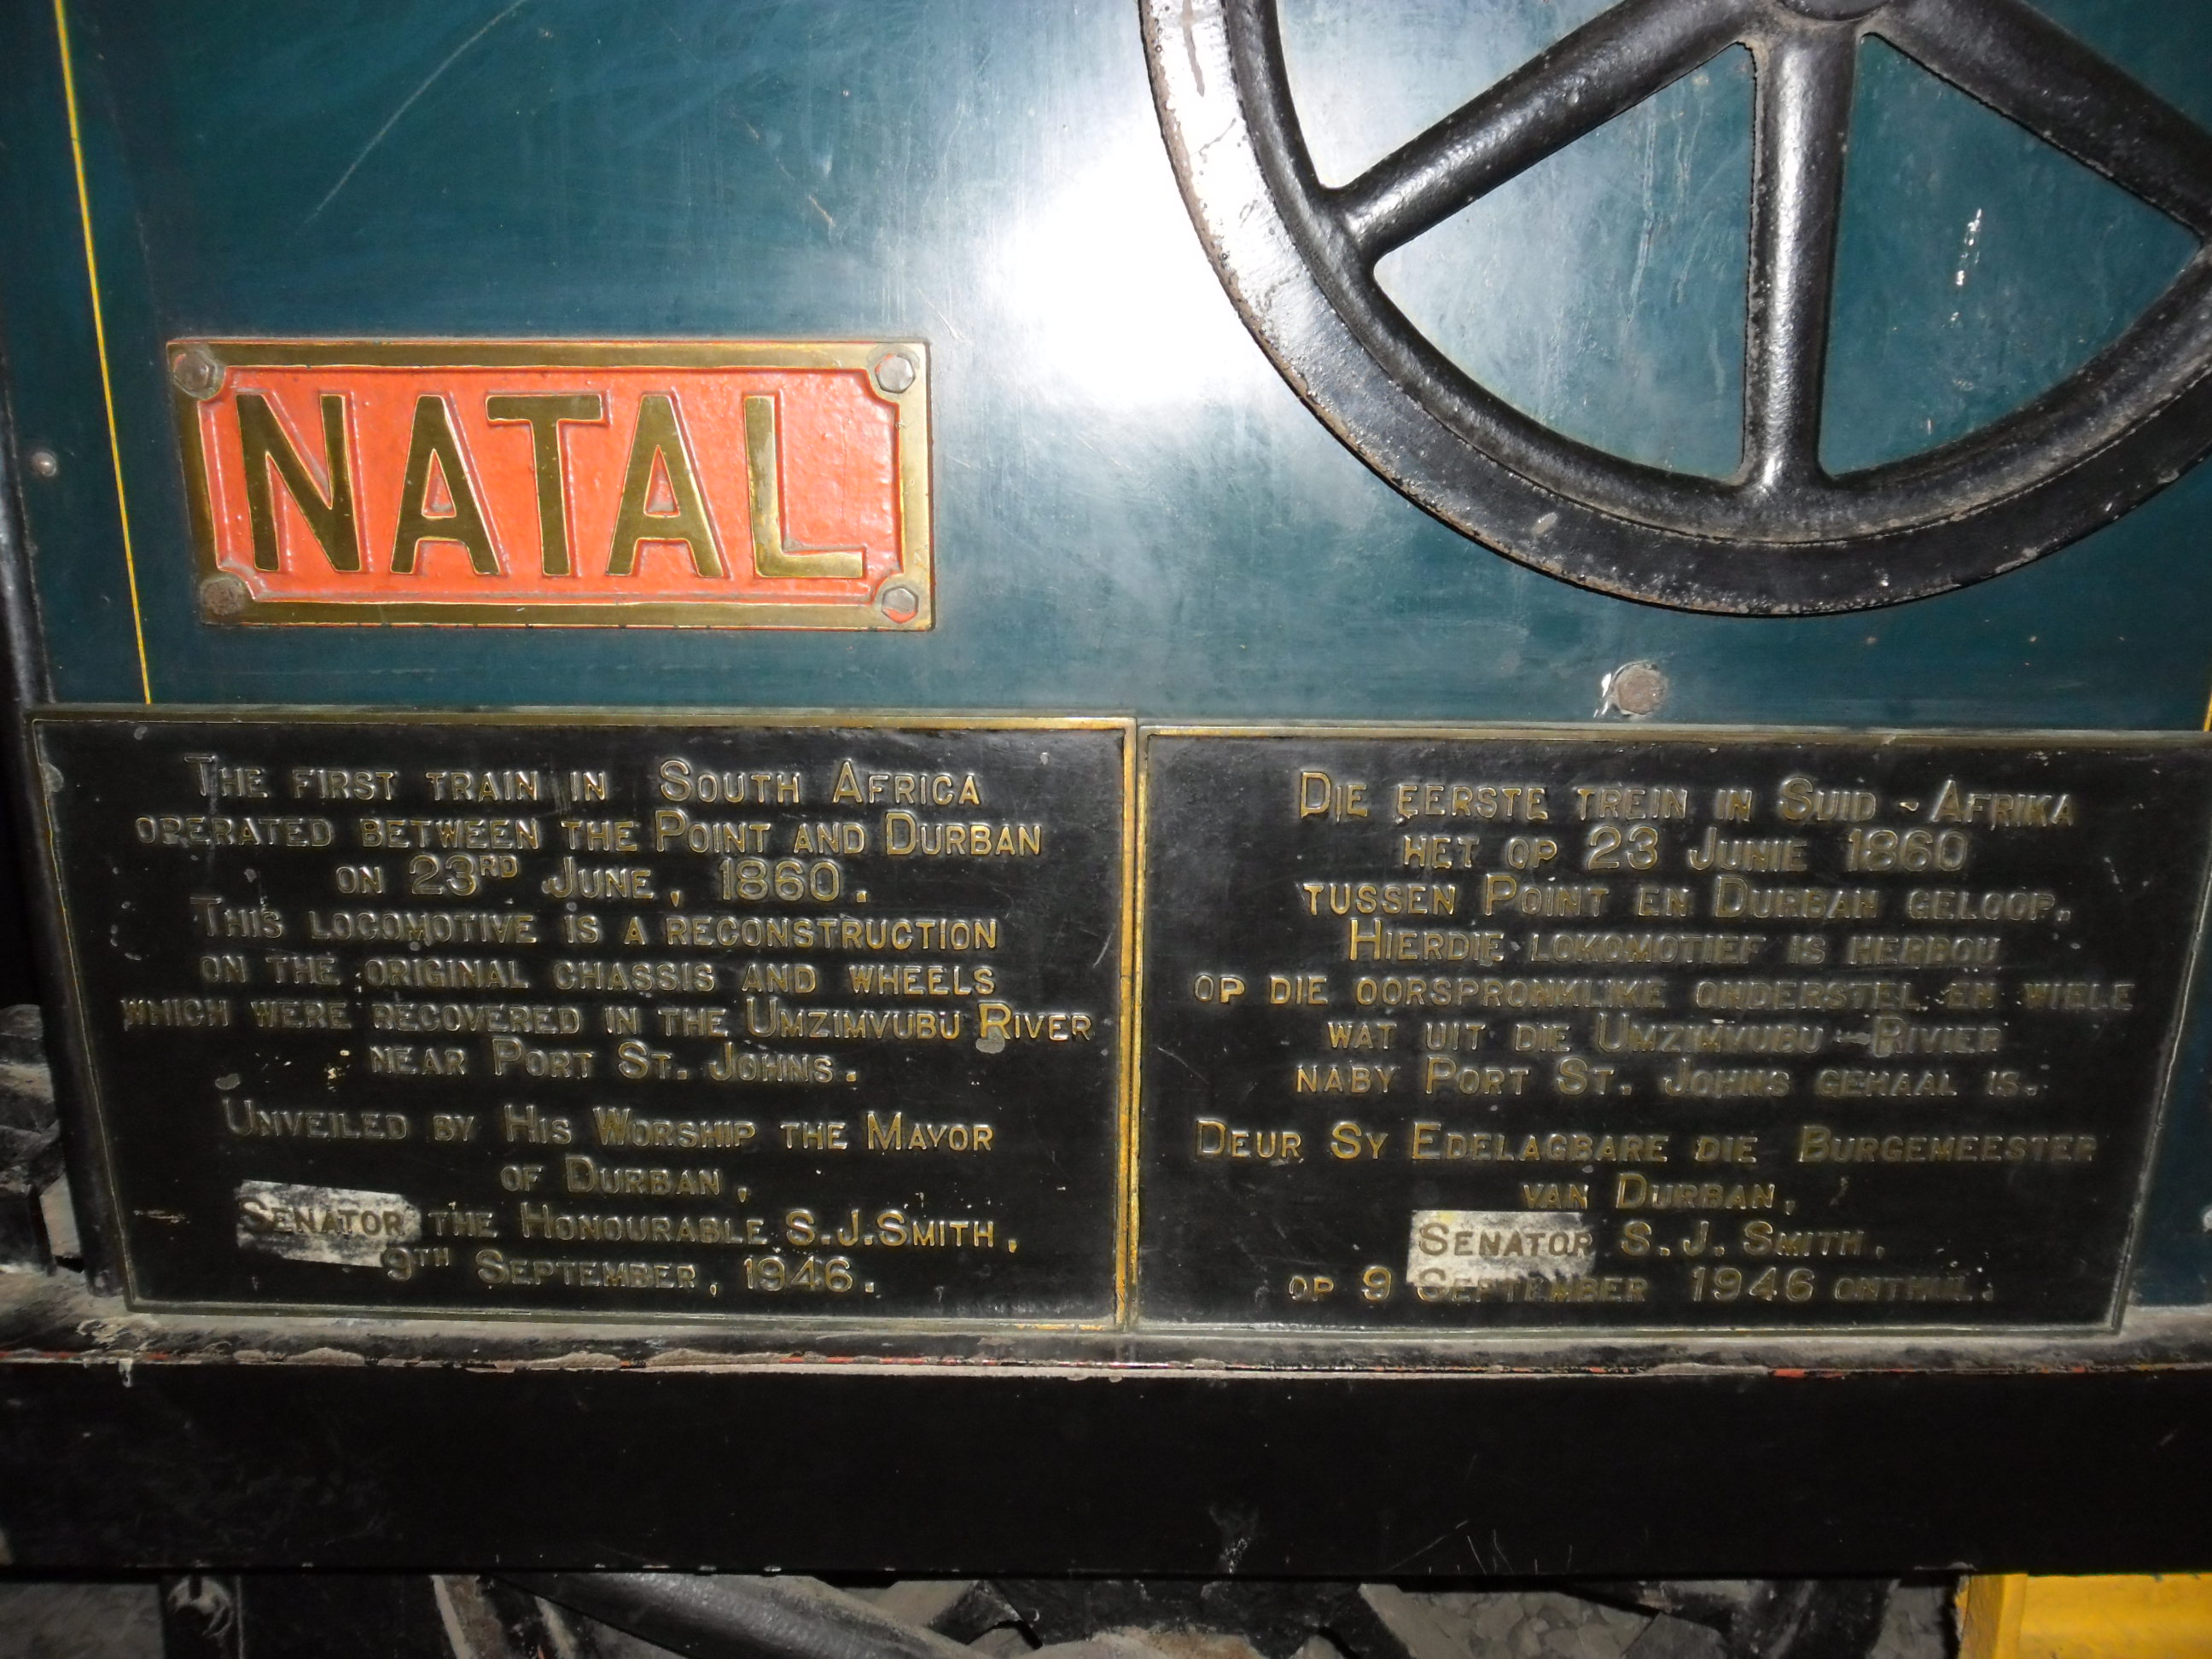 NATAL
THE FIRST TRAIN IN SOUTH AFRICA
OPERATED BETWEEN THE POINT AND DURBAN
ON 23RD JUNE, 1860.
THIS LOCOMOTIVE IS A RECONSTRUCTION
ON THE ORIGINAL CHASSIS AND WHEELS
WHICH WERE RECOVERED IN THE UMZIMVUBU RIVER
NEAR PORT ST. JOHNS.
UNVEILED BY HIS WORSHIP THE MAYOR
OF DURBAN,
SENATOR THE HONOURABLE S.J.SMITH,
9TH SEPTEMBER, 1946.
DIE EERSTE TREIN IN SUID-AFRIKA
HET OP 23 JUNIE 1860
TUSSEN POINT EN DURBAN GELOOP.
HIERDIE LOKOMOTIEF IS HERBOU
OP DIE OORSPRONKLIKE ONDERSTEL EN WIELE
WAT UIT DIE UMZIMVUBU-RIVIER
NABY PORT ST. JOHNS GEHAAL IS.
DEUR SY EDELAGBARE DIE BURGEMEESTER
VAN DURBAN,
SENATOR S.J. SMITH,
OP 9 SEPTEMBER 1946 ONTHUL.